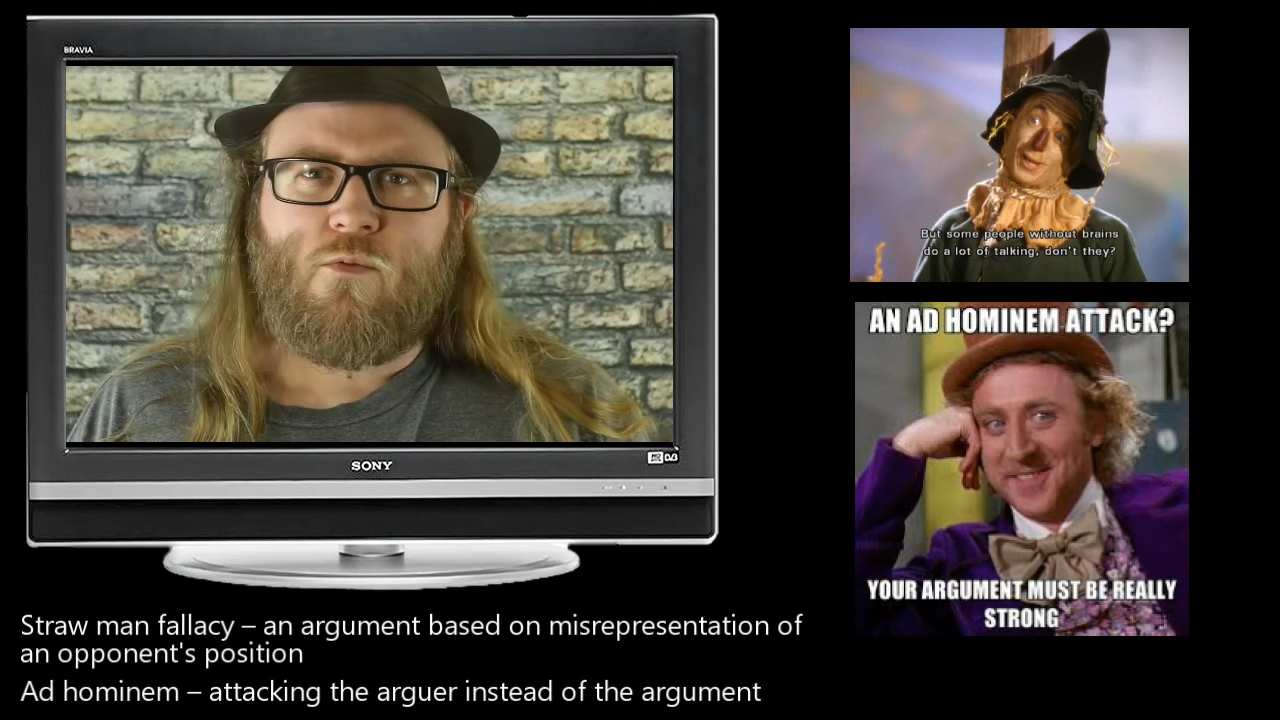 BRAVIA
SONY
But some people without brains
do a lot of talking, don't they?
AN AD HOMINEM ATTACK?
YOUR ARGUMENT MUST BE REALLY
STRONG
Straw man fallacy – an argument based on misrepresentation of
an opponent's position
Ad hominem – attacking the arguer instead of the argument